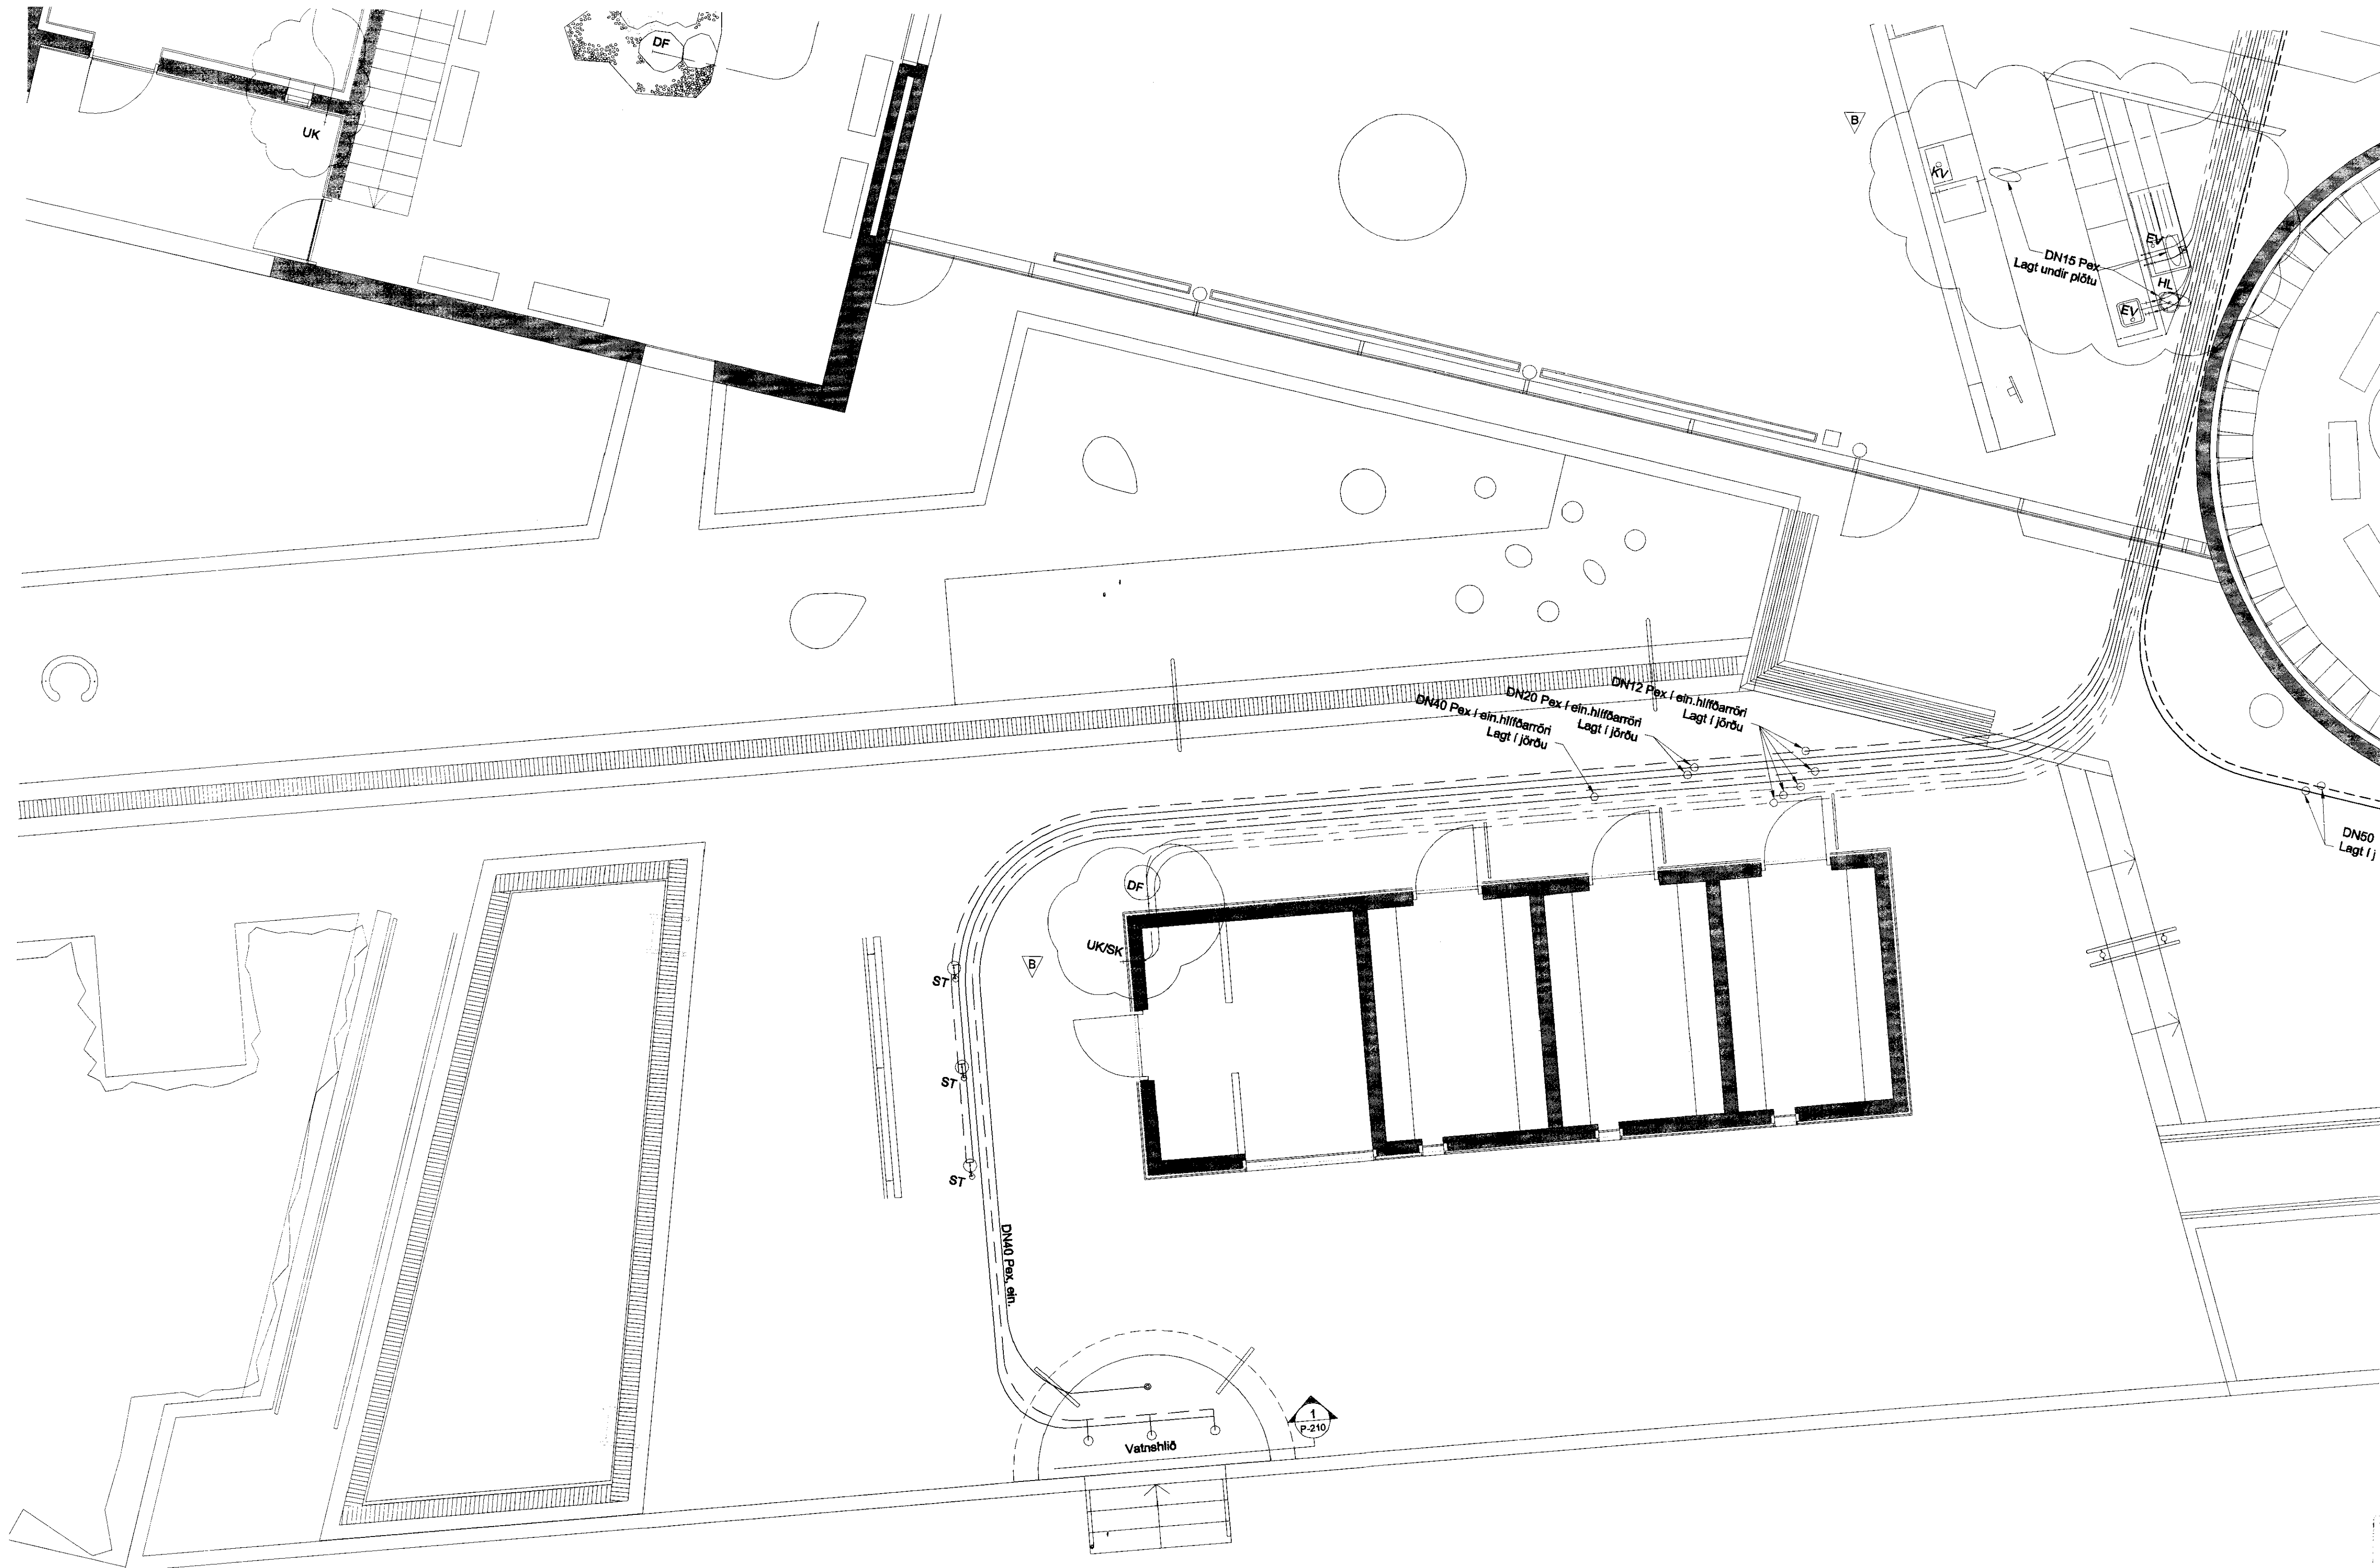 DF
UK
B
KV
EV
DN15 Pex
Lagt undir plötu
HL
EV
DN12 Pex í ein.hlífðarröri
Lagt í jörðu
DN20 Pex í ein.hlífðarröri
Lagt í jörðu
DN40 Pex í ein.hlífðarröri
Lagt í jörðu
DN50
Lagt í j
DF
UK/SK
B
ST
ST
ST
DN40 Pex, ein.
1
P-210
Vatnshlið